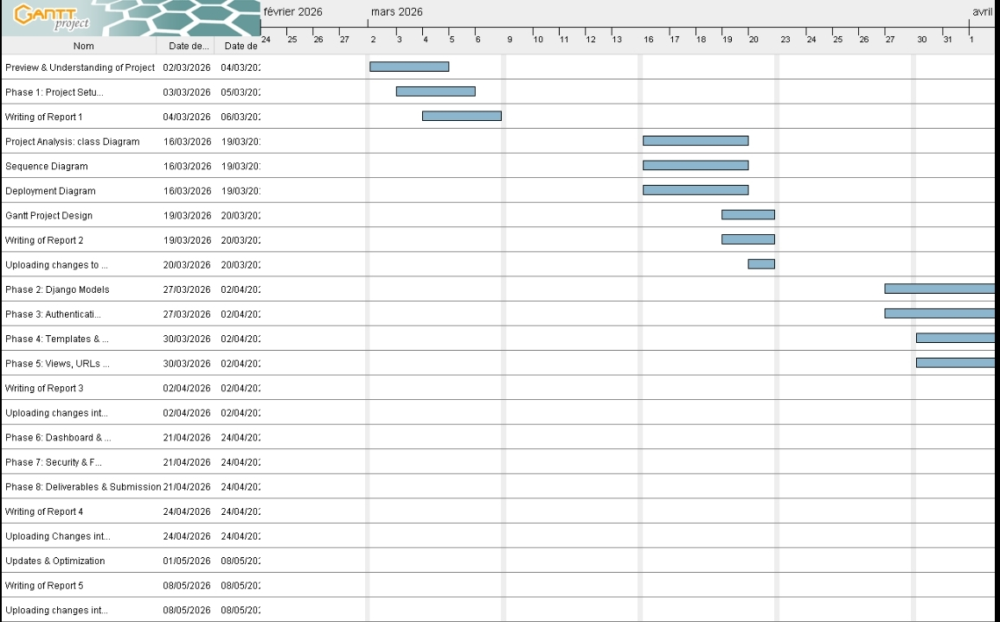 GANTT project
février 2026 mars 2026 avril
24 25 26 27 2 3 4 5 6 9 10 11 12 13 16 17 18 19 20 23 24 25 26 27 30 31 1
Nom Date de... Date de
Preview & Understanding of Project 02/03/2026 04/03/202
Phase 1: Project Setu... 03/03/2026 05/03/202
Writing of Report 1 04/03/2026 06/03/202
Project Analysis: class Diagram 16/03/2026 19/03/20
Sequence Diagram 16/03/2026 19/03/20
Deployment Diagram 16/03/2026 19/03/20
Gantt Project Design 19/03/2026 20/03/202
Writing of Report 2 19/03/2026 20/03/202
Uploading changes to ... 20/03/2026 20/03/202
Phase 2: Django Models 27/03/2026 02/04/202
Phase 3: Authenticati... 27/03/2026 02/04/202
Phase 4: Templates & ... 30/03/2026 02/04/202
Phase 5: Views, URLs ... 30/03/2026 02/04/202
Writing of Report 3 02/04/2026 02/04/202
Uploading changes int... 02/04/2026 02/04/202
Phase 6: Dashboard & ... 21/04/2026 24/04/202
Phase 7: Security & F... 21/04/2026 24/04/202
Phase 8: Deliverables & Submission 21/04/2026 24/04/202
Writing of Report 4 24/04/2026 24/04/202
Uploading Changes int... 24/04/2026 24/04/202
Updates & Optimization 01/05/2026 08/05/202
Writing of Report 5 08/05/2026 08/05/202
Uploading changes int... 08/05/2026 08/05/202